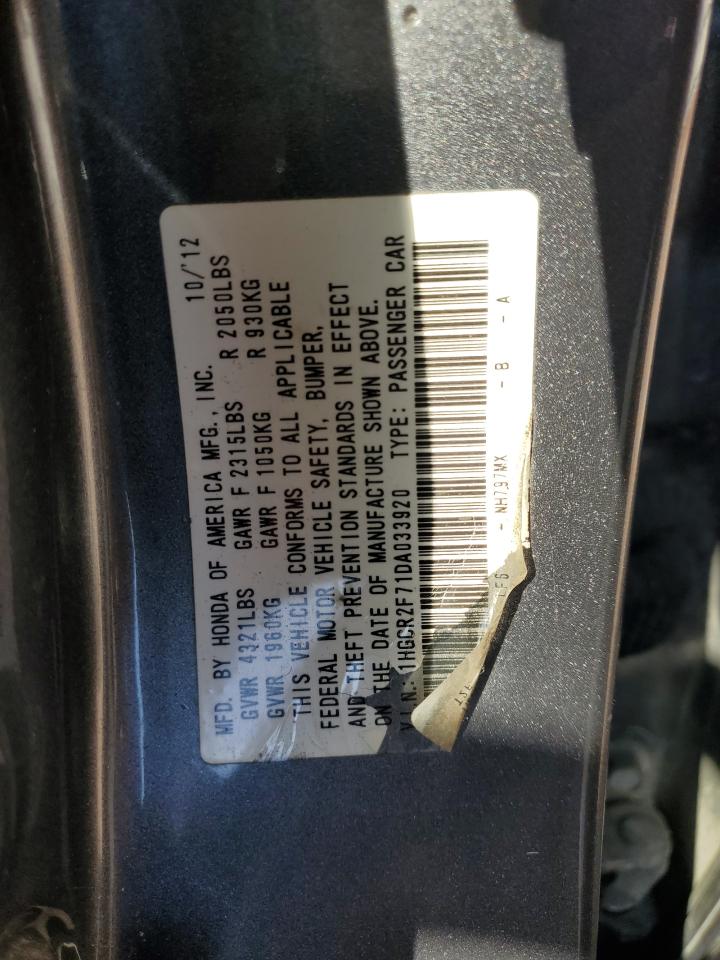 MFD. BY HONDA OF AMERICA MFG., INC. 10/'12
GVWR 4321LBS GAWR F 2315LBS R 2050LBS
GVWR 1960KG GAWR F 1050KG R 930KG
THIS VEHICLE CONFORMS TO ALL APPLICABLE
FEDERAL MOTOR VEHICLE SAFETY, BUMPER,
AND THEFT PREVENTION STANDARDS IN EFFECT
ON THE DATE OF MANUFACTURE SHOWN ABOVE.
V.I.N.: 1HGCR2F71DA033920 TYPE: PASSENGER CAR
- NH797MX - B - A